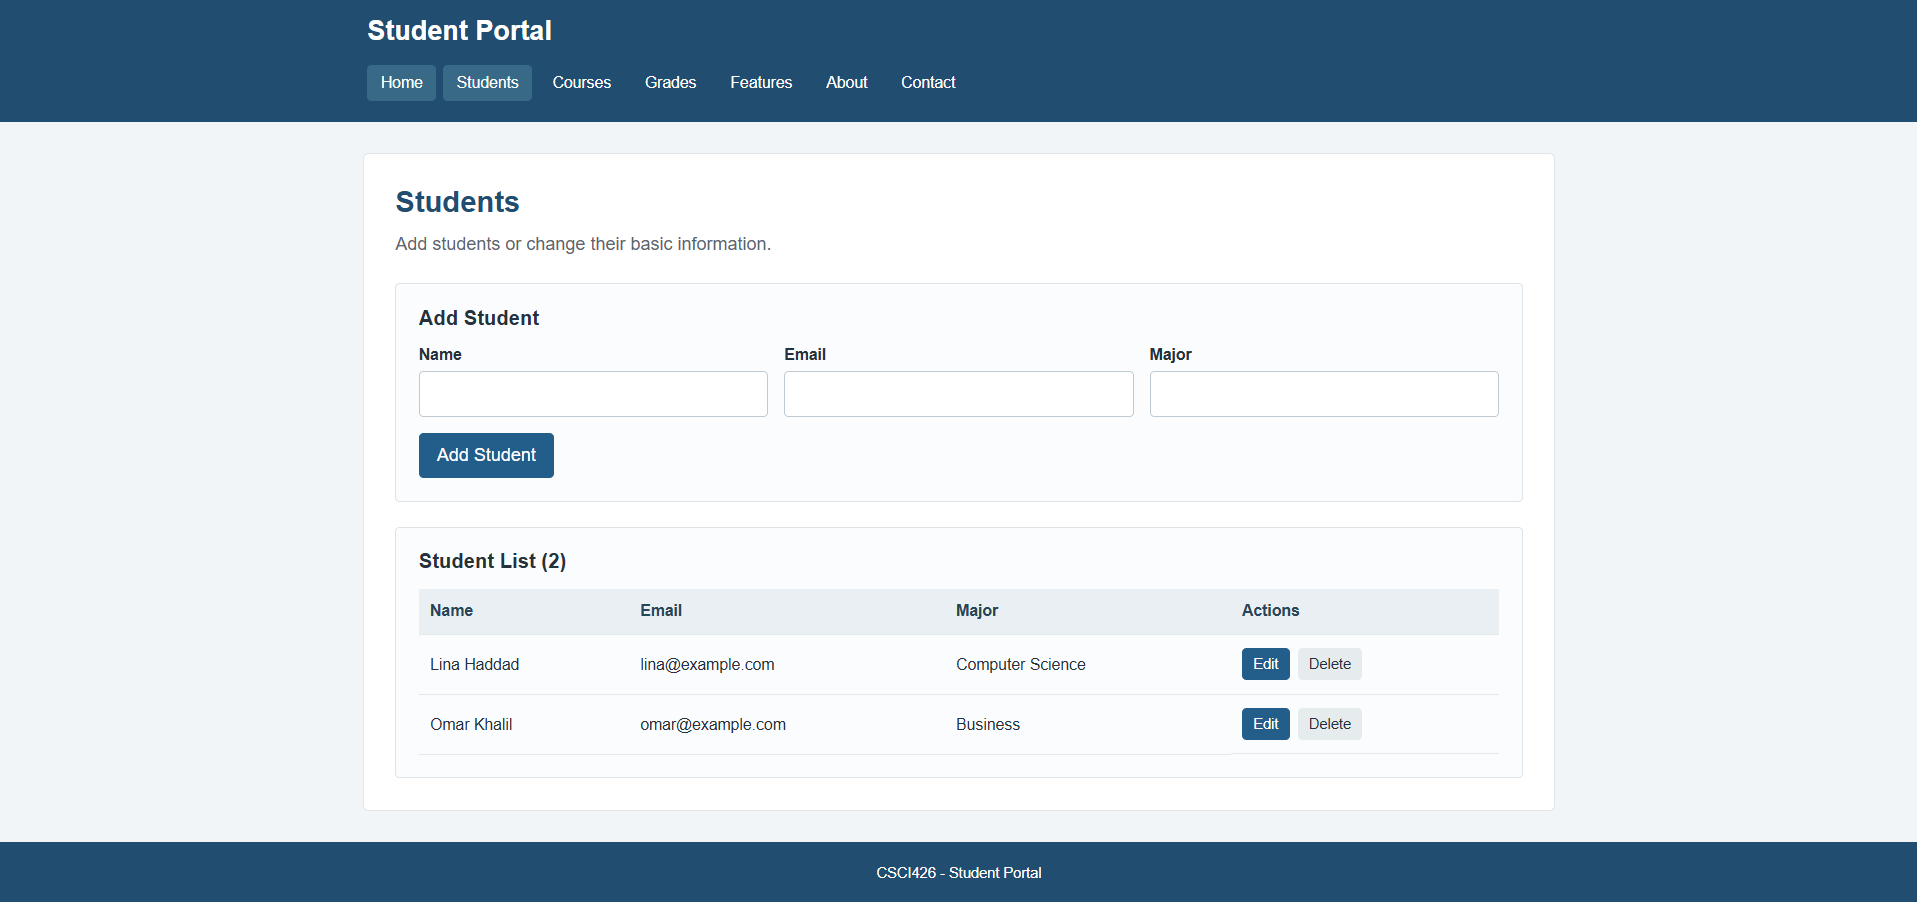 Student Portal
Home Students Courses Grades Features About Contact
Students
Add students or change their basic information.
Add Student
Name Email Major
Add Student
Student List (2)
Name Email Major Actions
Lina Haddad lina@example.com Computer Science Edit Delete
Omar Khalil omar@example.com Business Edit Delete
CSCI426 - Student Portal